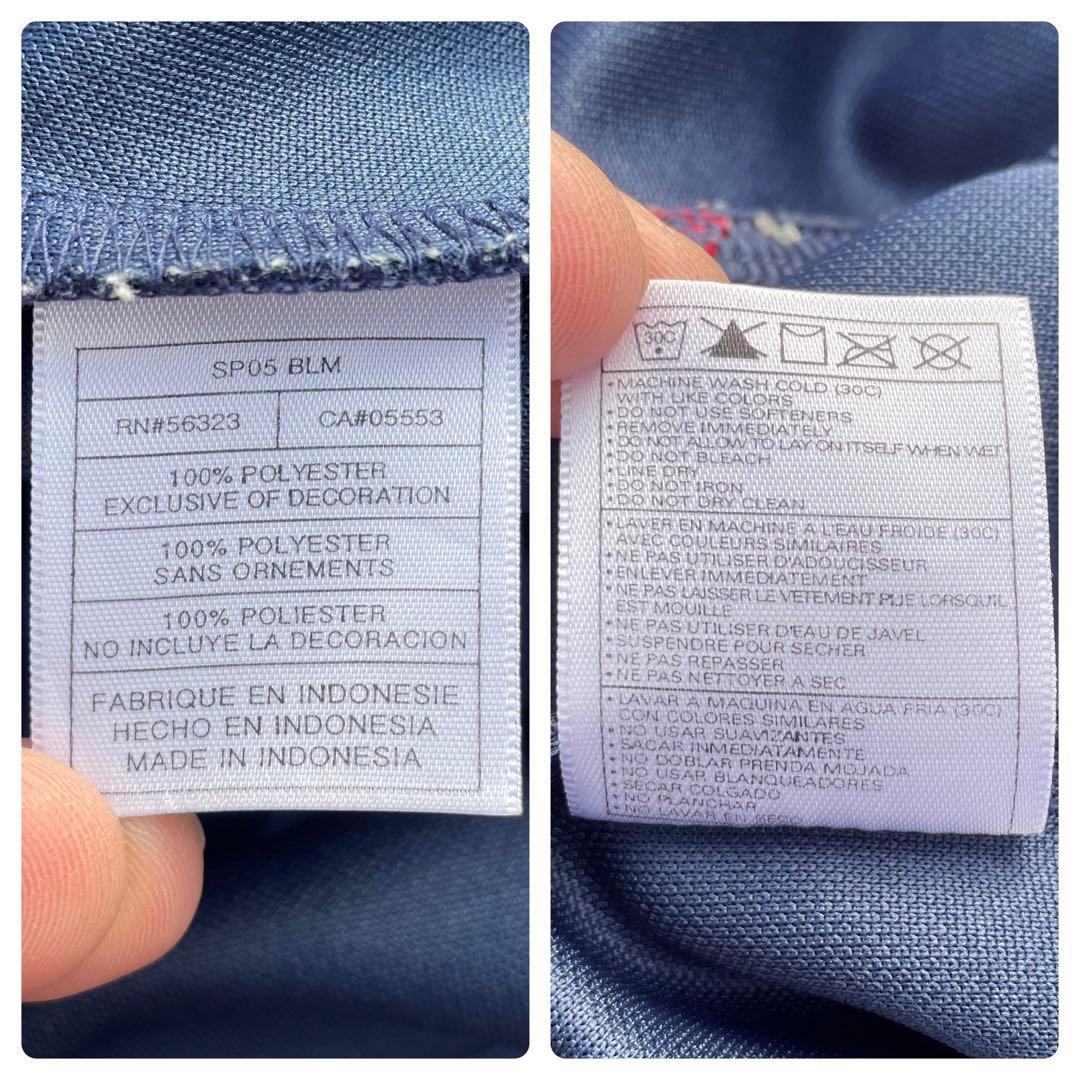 SP05 BLM
RN#56323 CA#05553
100% POLYESTER
EXCLUSIVE OF DECORATION
100% POLYESTER
SANS ORNEMENTS
100% POLIESTER
NO INCLUYE LA DECORACION
FABRIQUE EN INDONESIE
HECHO EN INDONESIA
MADE IN INDONESIA
30C
•MACHINE WASH COLD (30C)
WITH LIKE COLORS
•DO NOT USE SOFTENERS
•REMOVE IMMEDIATELY
•DO NOT ALLOW TO LAY ON ITSELF WHEN WET
•DO NOT BLEACH
•LINE DRY
•DO NOT IRON
•DO NOT DRY CLEAN
•LAVER EN MACHINE A L'EAU FROIDE (30C)
AVEC COULEURS SIMILAIRES
•NE PAS UTILISER D'ADOUCISSEUR
•ENLEVER IMMEDIATEMENT
•NE PAS LAISSER LE VETEMENT PLIE LORSQU'IL
EST MOUILLE
•NE PAS UTILISER D'EAU DE JAVEL
•SUSPENDRE POUR SECHER
•NE PAS REPASSER
•NE PAS NETTOYER A SEC
•LAVAR A MAQUINA EN AGUA FRIA (30C)
CON COLORES SIMILARES
•NO USAR SUAVIZANTES
•SACAR INMEDIATAMENTE
•NO DOBLAR PRENDA MOJADA
•NO USAR BLANQUEADORES
•SECAR COLGADO
•NO PLANCHAR
•NO LAVAR EN SECO